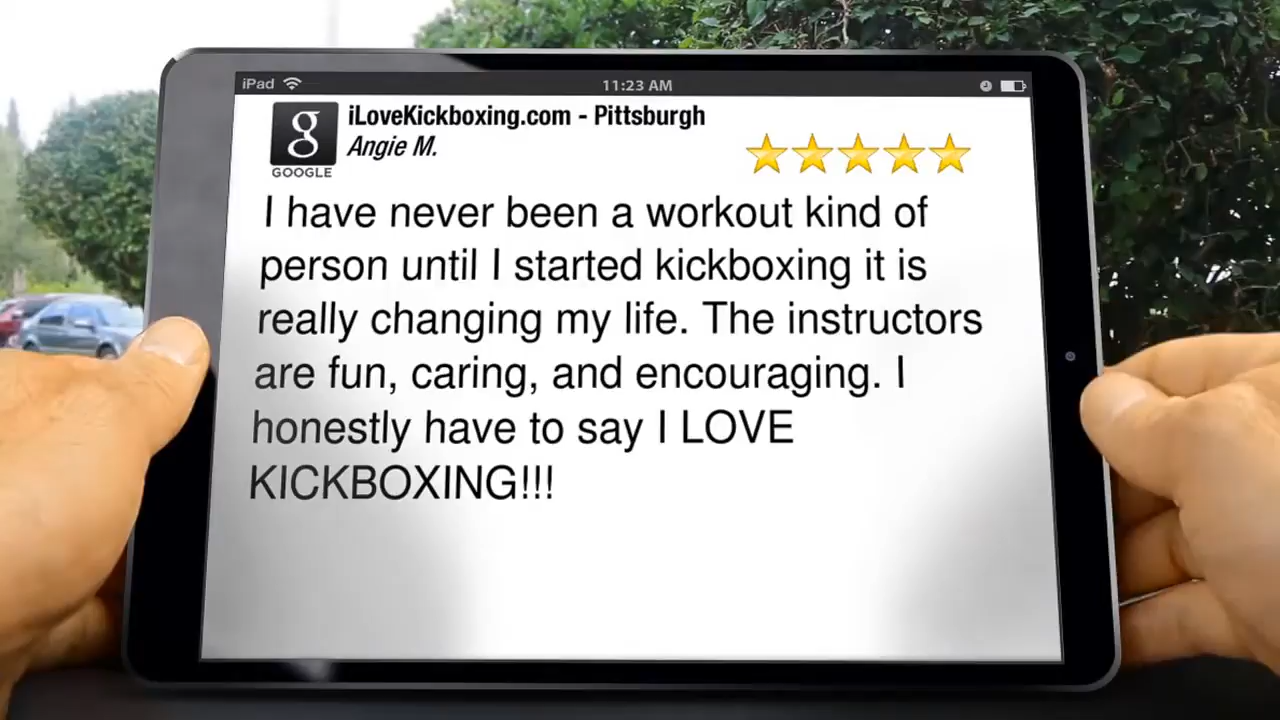 iPad 11:23 AM
iLoveKickboxing.com - Pittsburgh
Angie M.
g
GOOGLE
I have never been a workout kind of
person until I started kickboxing it is
really changing my life. The instructors
are fun, caring, and encouraging. I
honestly have to say I LOVE
KICKBOXING!!!